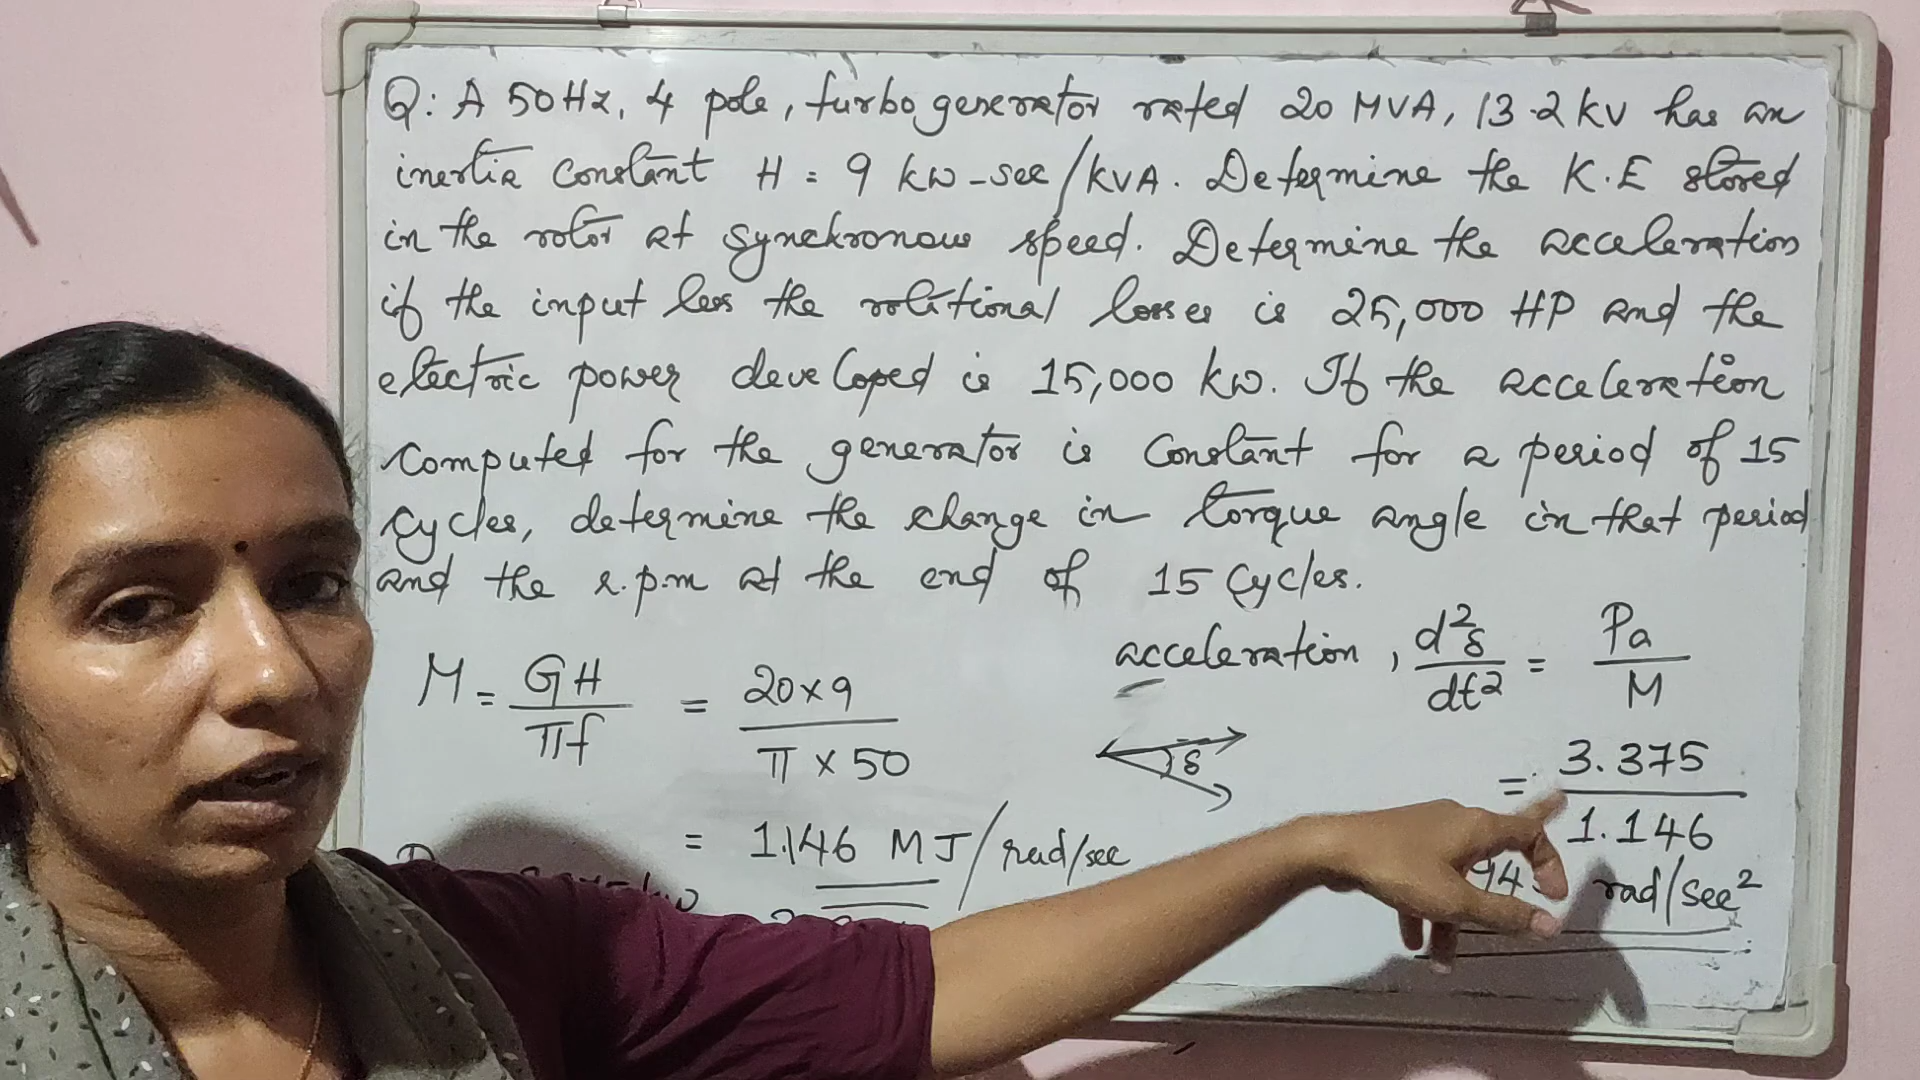 Q: A 50Hz, 4 pole, turbo generator rated 20 MVA, 13.2 kV has an
inertia constant H = 9 kw-sec/kVA. Determine the K.E stored
in the rotor at synchronous speed. Determine the acceleration
if the input less the rotational losses is 25,000 HP and the
electric power developed is 15,000 kw. If the acceleration
computed for the generator is constant for a period of 15
cycles, determine the change in torque angle in that period
and the r.p.m at the end of 15 cycles.
M = GH / πf = 20×9 / π × 50
= 1.146 MJ/rad/sec
acceleration, d²δ/dt² = Pa / M
δ
= 3.375 / 1.146
rad/sec²